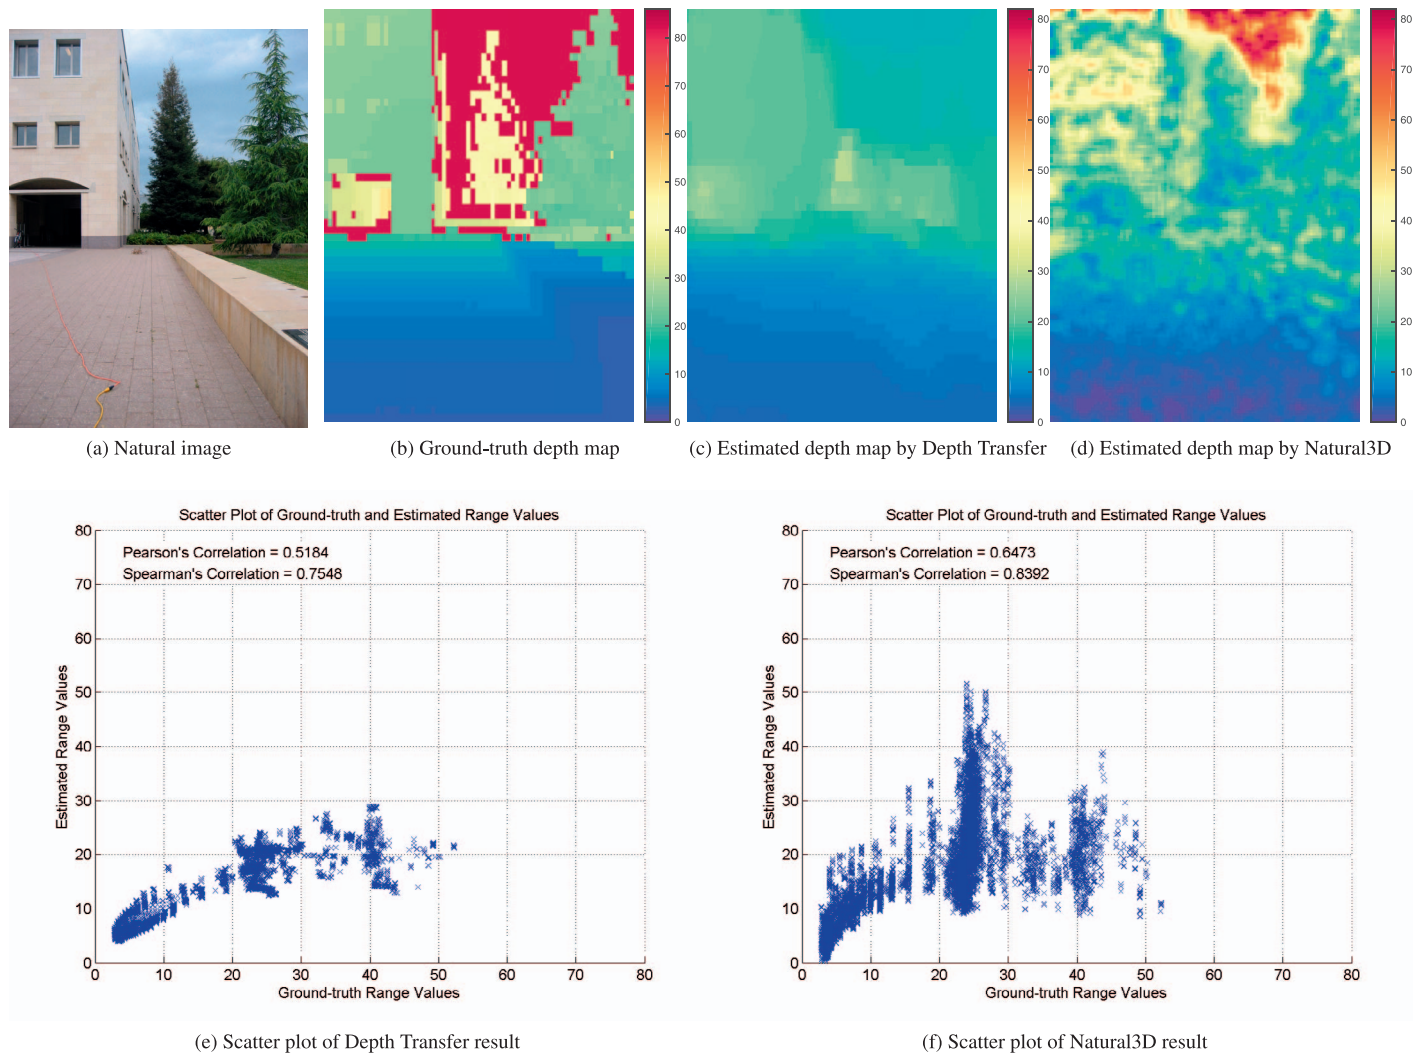 80
70
60
50
40
30
20
10
0
80
70
60
50
40
30
20
10
0
80
70
60
50
40
30
20
10
0
(a) Natural image
(b) Ground-truth depth map
(c) Estimated depth map by Depth Transfer
(d) Estimated depth map by Natural3D
Scatter Plot of Ground-truth and Estimated Range Values
Pearson's Correlation = 0.5184
Spearman's Correlation = 0.7548
Estimated Range Values
80
70
60
50
40
30
20
10
0
0 10 20 30 40 50 60 70 80
Ground-truth Range Values
(e) Scatter plot of Depth Transfer result
Scatter Plot of Ground-truth and Estimated Range Values
Pearson's Correlation = 0.6473
Spearman's Correlation = 0.8392
Estimated Range Values
80
70
60
50
40
30
20
10
0
0 10 20 30 40 50 60 70 80
Ground-truth Range Values
(f) Scatter plot of Natural3D result